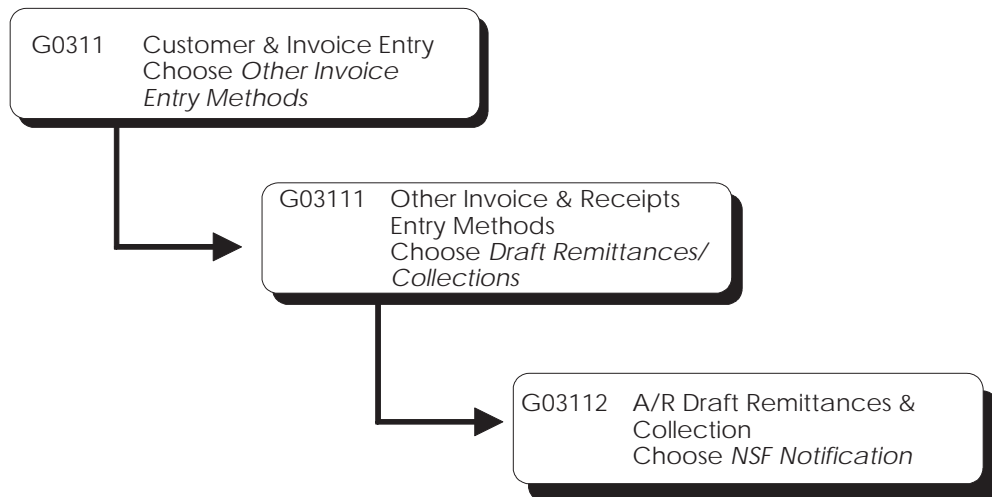 G0311 Customer & Invoice Entry
Choose Other Invoice
Entry Methods
G03111 Other Invoice & Receipts
Entry Methods
Choose Draft Remittances/
Collections
G03112 A/R Draft Remittances &
Collection
Choose NSF Notification